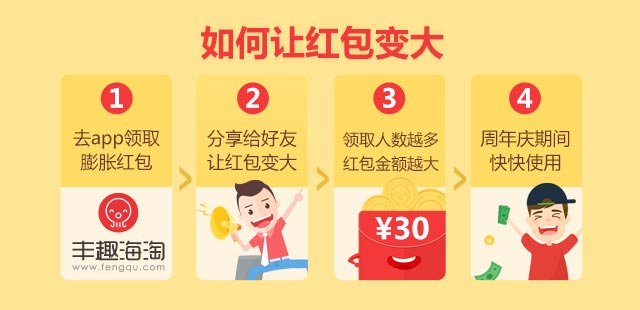 如何让红包变大
1
去app领取
膨胀红包
丰趣海淘
www.fengqu.com
2
分享给好友
让红包变大
3
领取人数越多
红包金额越大
¥30
4
周年庆期间
快快使用